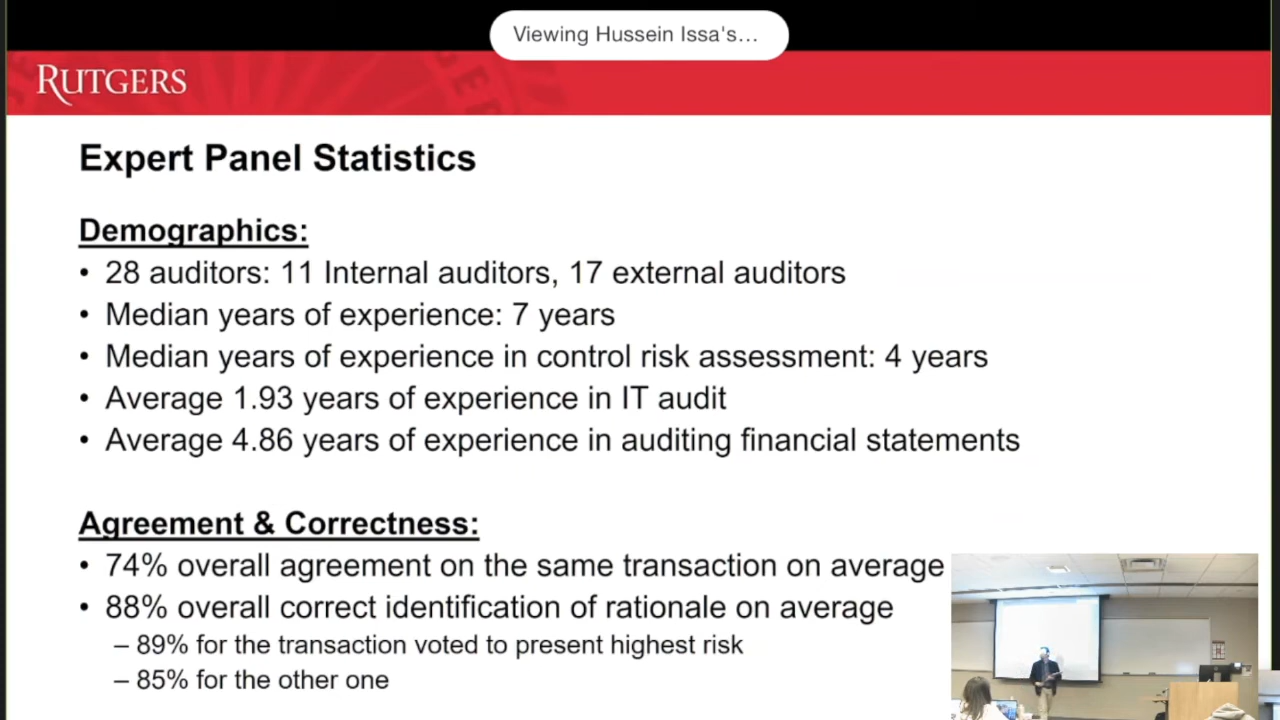 Viewing Hussein Issa's...
RUTGERS
Expert Panel Statistics
Demographics:
• 28 auditors: 11 Internal auditors, 17 external auditors
• Median years of experience: 7 years
• Median years of experience in control risk assessment: 4 years
• Average 1.93 years of experience in IT audit
• Average 4.86 years of experience in auditing financial statements
Agreement & Correctness:
• 74% overall agreement on the same transaction on average
• 88% overall correct identification of rationale on average
– 89% for the transaction voted to present highest risk
– 85% for the other one